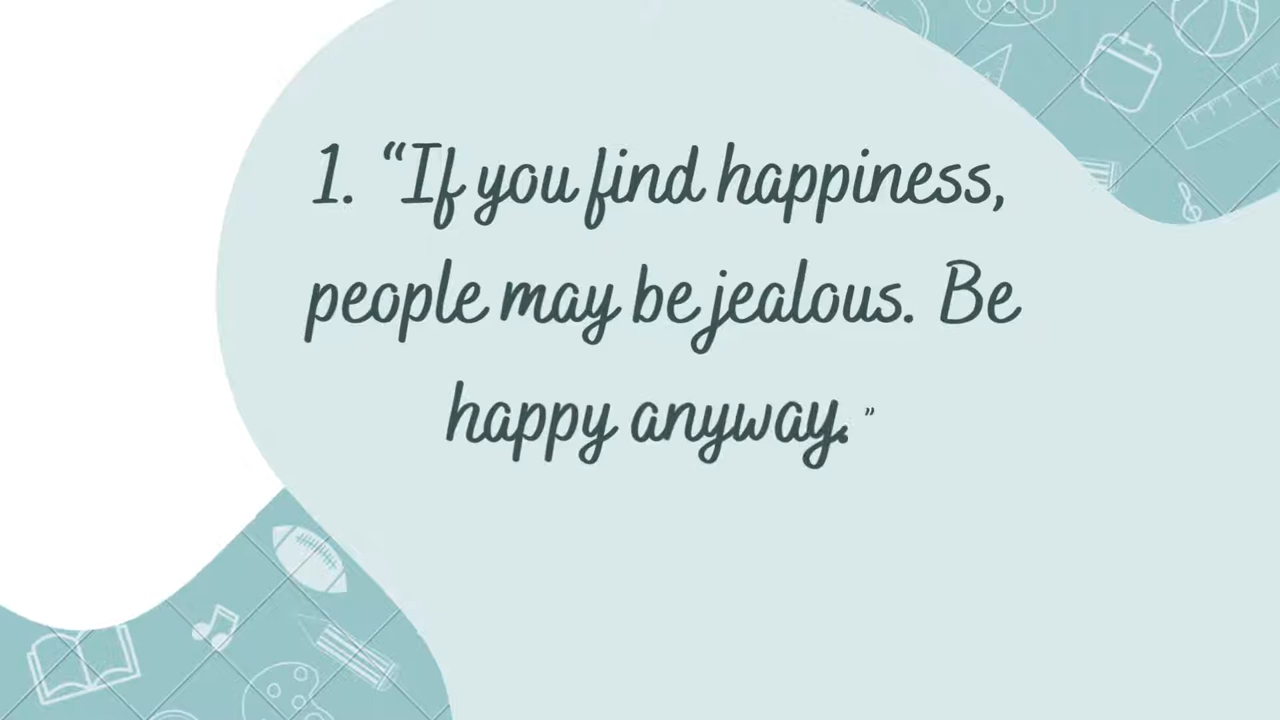 1. “If you find happiness,
people may be jealous. Be
happy anyway.”